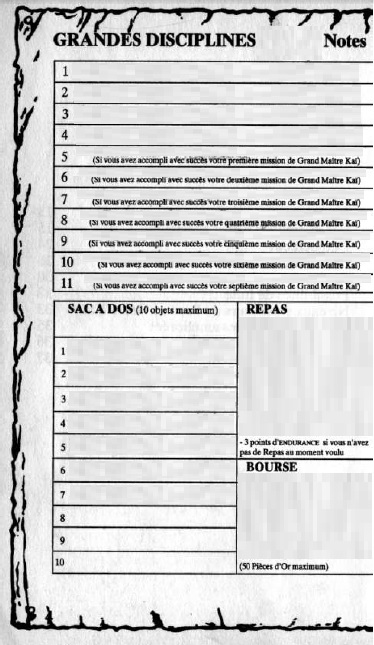 GRANDES DISCIPLINES Notes
1
2
3
4
5 (Si vous avez accompli avec succès votre première mission de Grand Maître Kaï)
6 (Si vous avez accompli avec succès votre deuxième mission de Grand Maître Kaï)
7 (Si vous avez accompli avec succès votre troisième mission de Grand Maître Kaï)
8 (Si vous avez accompli avec succès votre quatrième mission de Grand Maître Kaï)
9 (Si vous avez accompli avec succès votre cinquième mission de Grand Maître Kaï)
10 (Si vous avez accompli avec succès votre sixième mission de Grand Maître Kaï)
11 (Si vous avez accompli avec succès votre septième mission de Grand Maître Kaï)
SAC A DOS (10 objets maximum)
1
2
3
4
5
6
7
8
9
10
REPAS
- 3 points d'ENDURANCE si vous n'avez
pas de Repas au moment voulu
BOURSE
(50 Pièces d'Or maximum)